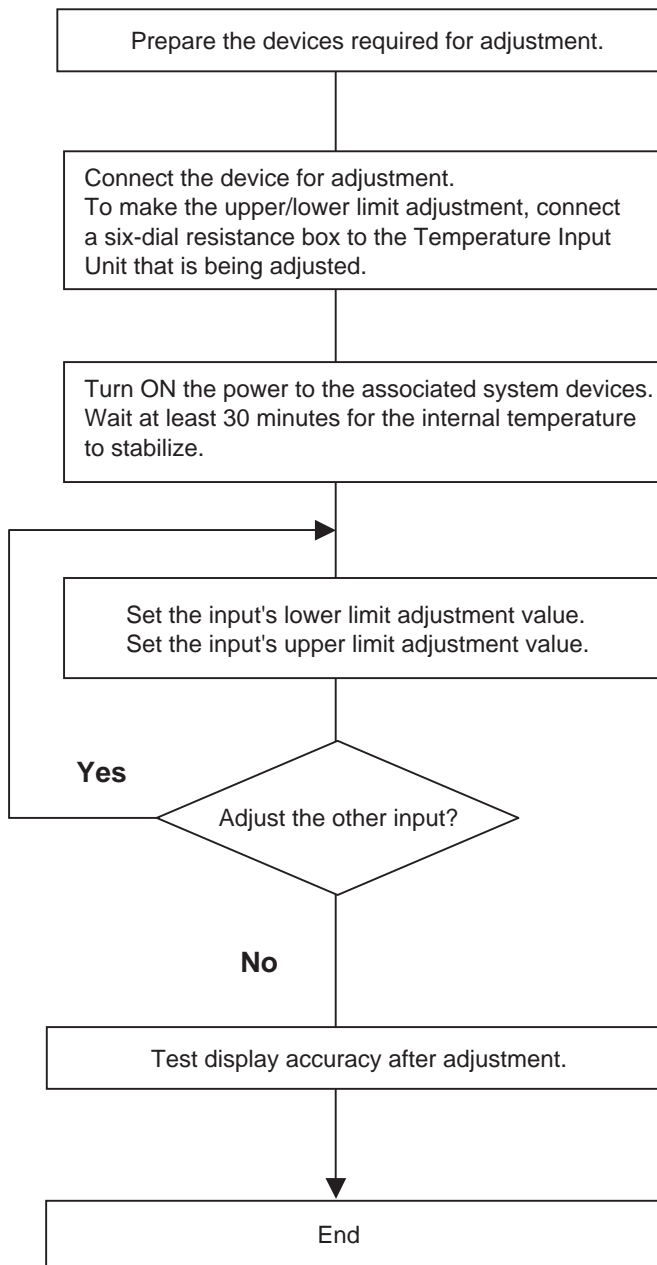 Prepare the devices required for adjustment.
Connect the device for adjustment.
To make the upper/lower limit adjustment, connect
a six-dial resistance box to the Temperature Input
Unit that is being adjusted.
Turn ON the power to the associated system devices.
Wait at least 30 minutes for the internal temperature
to stabilize.
Set the input's lower limit adjustment value.
Set the input's upper limit adjustment value.
Yes
Adjust the other input?
No
Test display accuracy after adjustment.
End